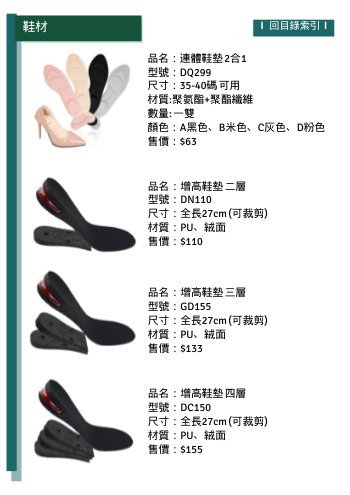 鞋材
I 回目錄索引 I
品名：連體鞋墊2合1
型號：DQ299
尺寸：35-40碼 可用
材質:聚氨酯+聚酯纖維
數量:一雙
顏色：A黑色、B米色、C灰色、D粉色
售價：$63
品名：增高鞋墊 二層
型號：DN110
尺寸：全長27cm (可裁剪)
材質：PU、絨面
售價：$110
品名：增高鞋墊 三層
型號：GD155
尺寸：全長27cm (可裁剪)
材質：PU、絨面
售價：$133
品名：增高鞋墊 四層
型號：DC150
尺寸：全長27cm (可裁剪)
材質：PU、絨面
售價：$155